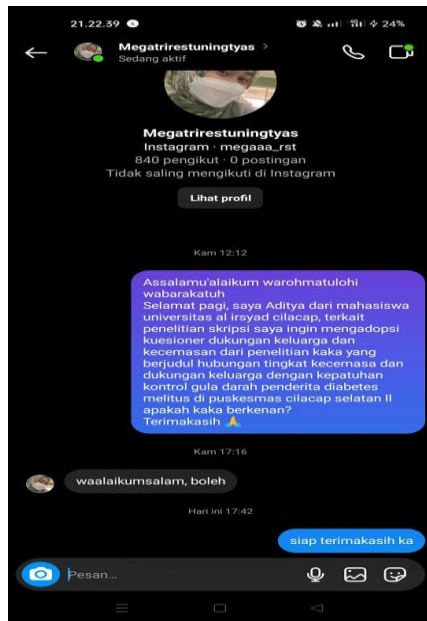 21.22.39
24%
Megatrirestuningtyas >
Sedang aktif
Megatrirestuningtyas
Instagram · megaaa_rst
840 pengikut · 0 postingan
Tidak saling mengikuti di Instagram
Lihat profil
Kam 12:12
Assalamu'alaikum warohmatulohi
wabarakatuh
Selamat pagi, saya Aditya dari mahasiswa
universitas al irsyad cilacap, terkait
penelitian skripsi saya ingin mengadopsi
kuesioner dukungan keluarga dan
kecemasan dari penelitian kaka yang
berjudul hubungan tingkat kecemasa dan
dukungan keluarga dengan kepatuhan
kontrol gula darah penderita diabetes
melitus di puskesmas cilacap selatan ll
apakah kaka berkenan?
Terimakasih 🙏
Kam 17:16
waalaikumsalam, boleh
Hari ini 17:42
siap terimakasih ka
Pesan...